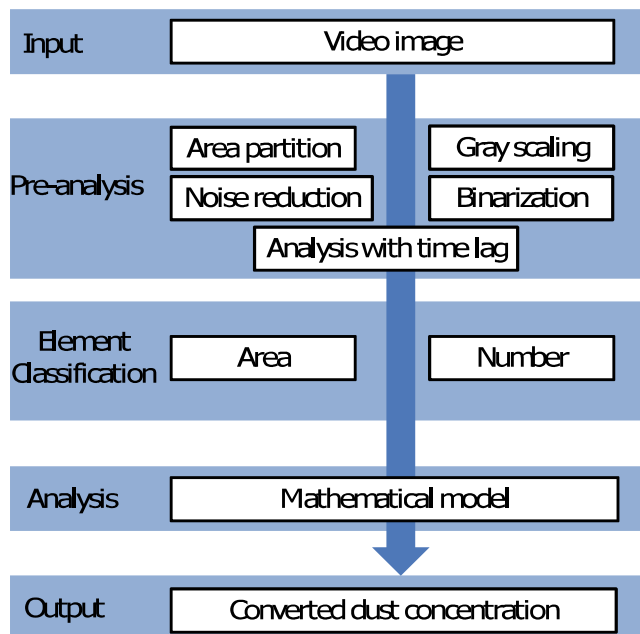 Input
Video image
Pre-analysis
Area partition
Gray scaling
Noise reduction
Binarization
Analysis with time lag
Element
Classification
Area
Number
Analysis
Mathematical model
Output
Converted dust concentration